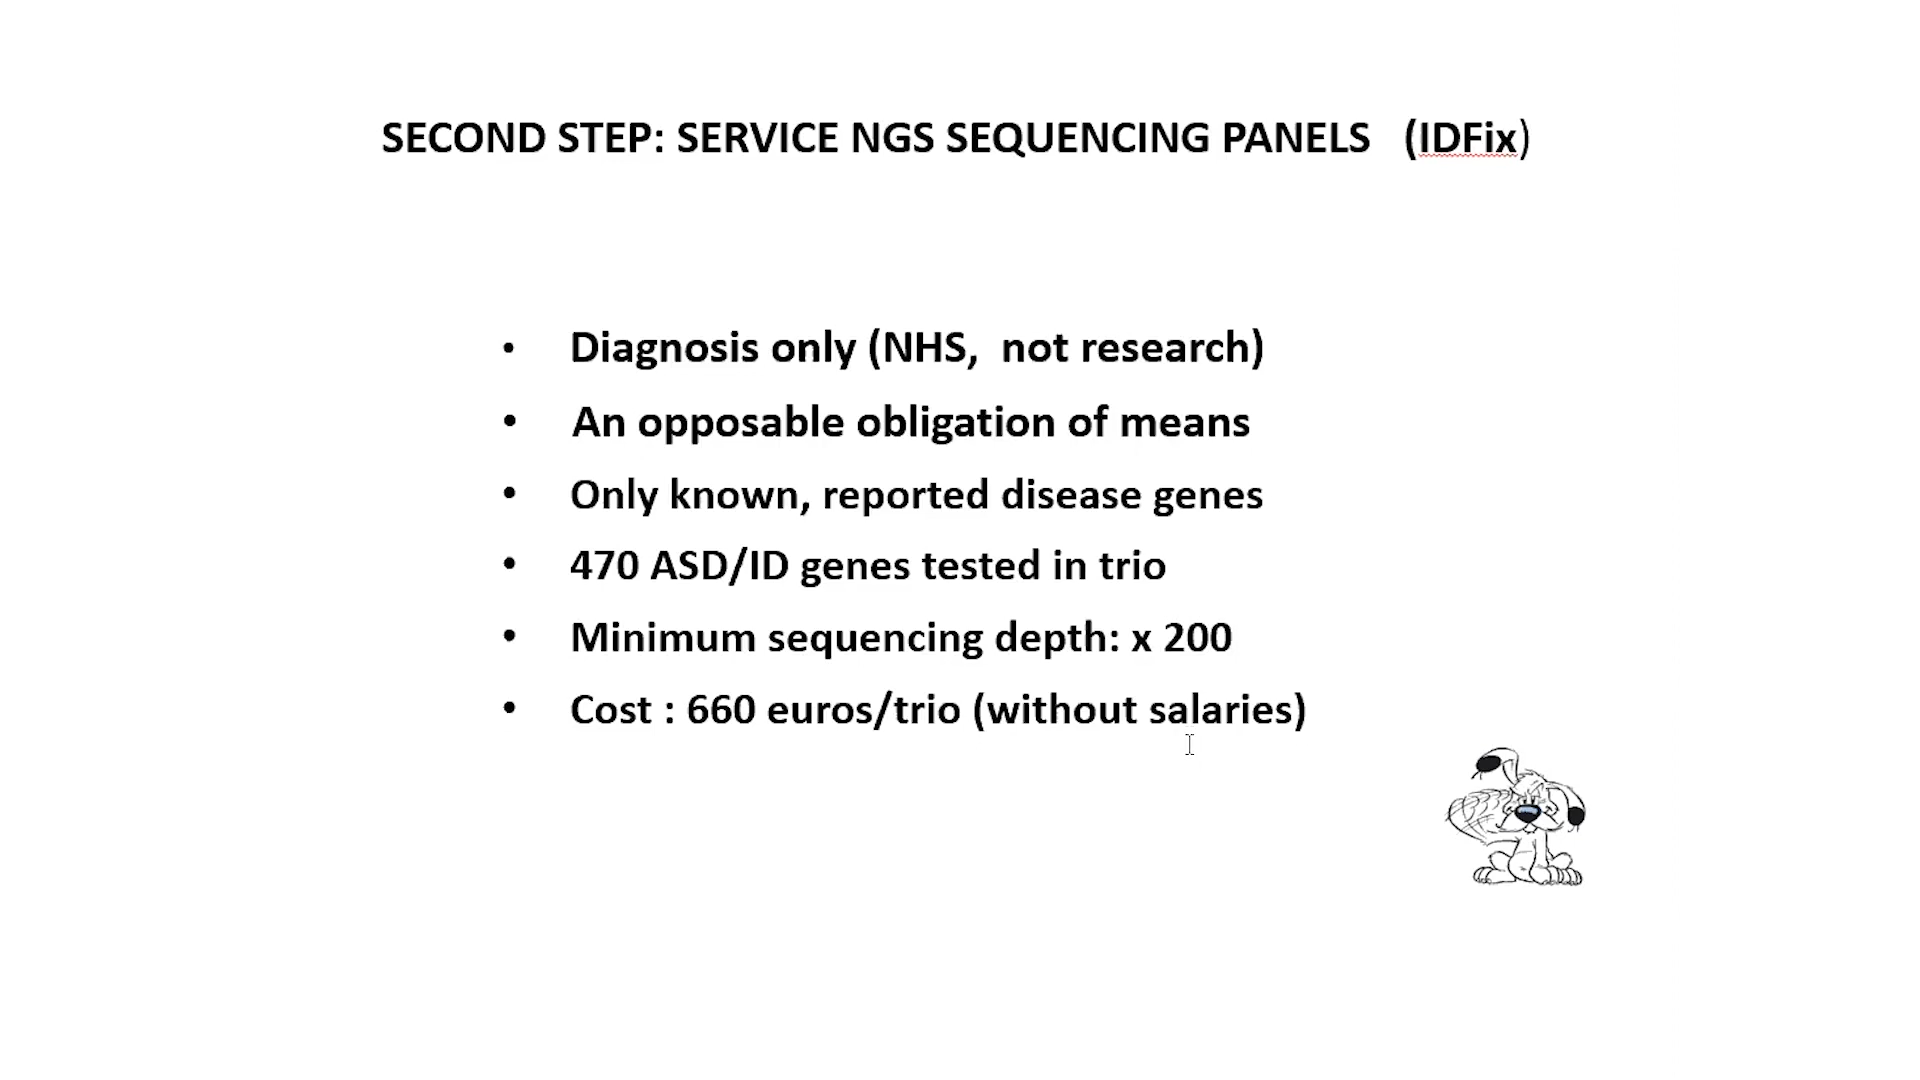 SECOND STEP: SERVICE NGS SEQUENCING PANELS (IDFix)
• Diagnosis only (NHS, not research)
• An opposable obligation of means
• Only known, reported disease genes
• 470 ASD/ID genes tested in trio
• Minimum sequencing depth: x 200
• Cost : 660 euros/trio (without salaries)